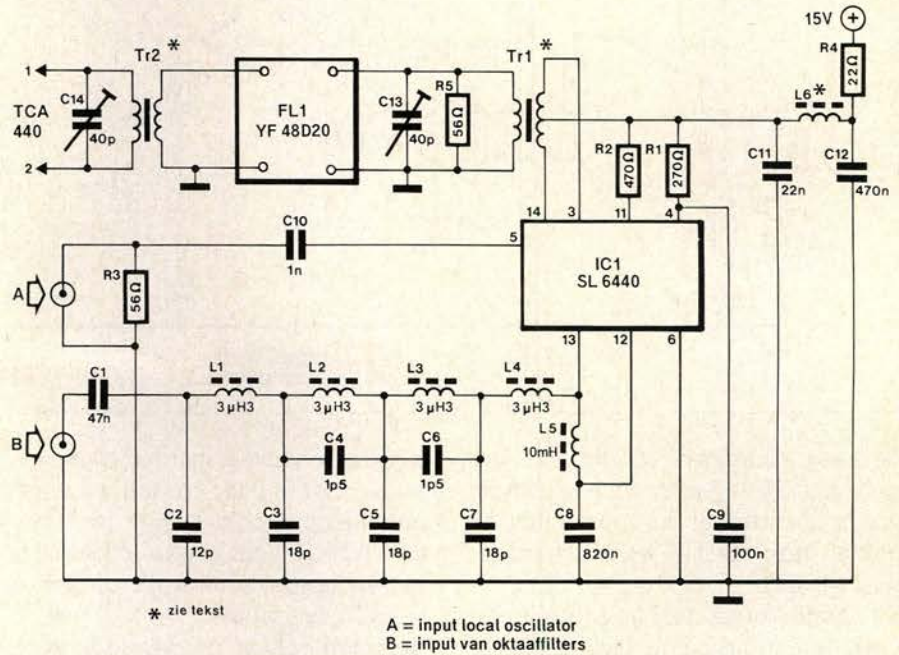 15V
R4
22Ω
L6*
Tr2 *
Tr1 *
1
TCA
440
2
C14
40p
FL1
YF 48D20
C13
40p
R5
56Ω
R2
470Ω
R1
270Ω
C11
22n
C12
470n
C10
1n
14
3
11
4
5
IC1
SL 6440
13
12
6
A
R3
56Ω
C1
47n
B
L1
3µH3
L2
3µH3
L3
3µH3
L4
3µH3
C4
1p5
C6
1p5
L5
10mH
C2
12p
C3
18p
C5
18p
C7
18p
C8
820n
C9
100n
* zie tekst
A = input local oscillator
B = input van oktaaffilters